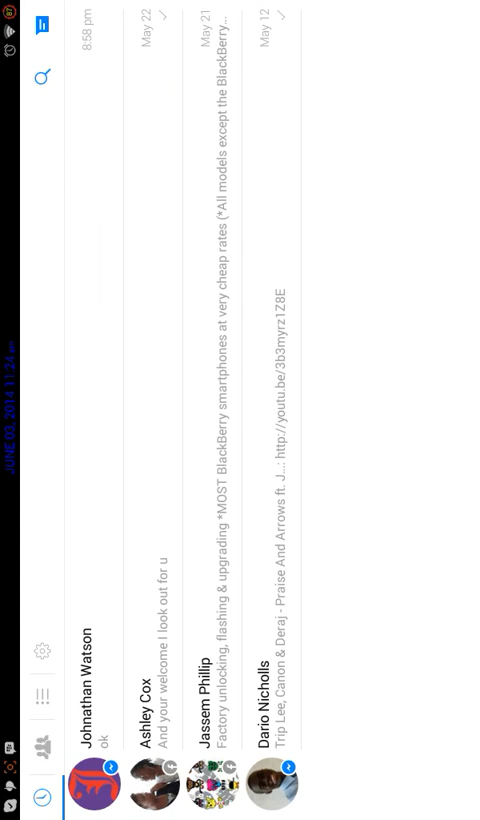 JUNE 03, 2014 11:24 am
87
Johnathan Watson
8:58 pm
ok
Ashley Cox
May 22
And your welcome I look out for u
Jassem Phillip
May 21
Factory unlocking, flashing & upgrading *MOST BlackBerry smartphones at very cheap rates (*All models except the BlackBerry...
Dario Nicholls
May 12
Trip Lee, Canon & Deraj - Praise And Arrows ft. J...: http://youtu.be/3b3myrz1Z8E